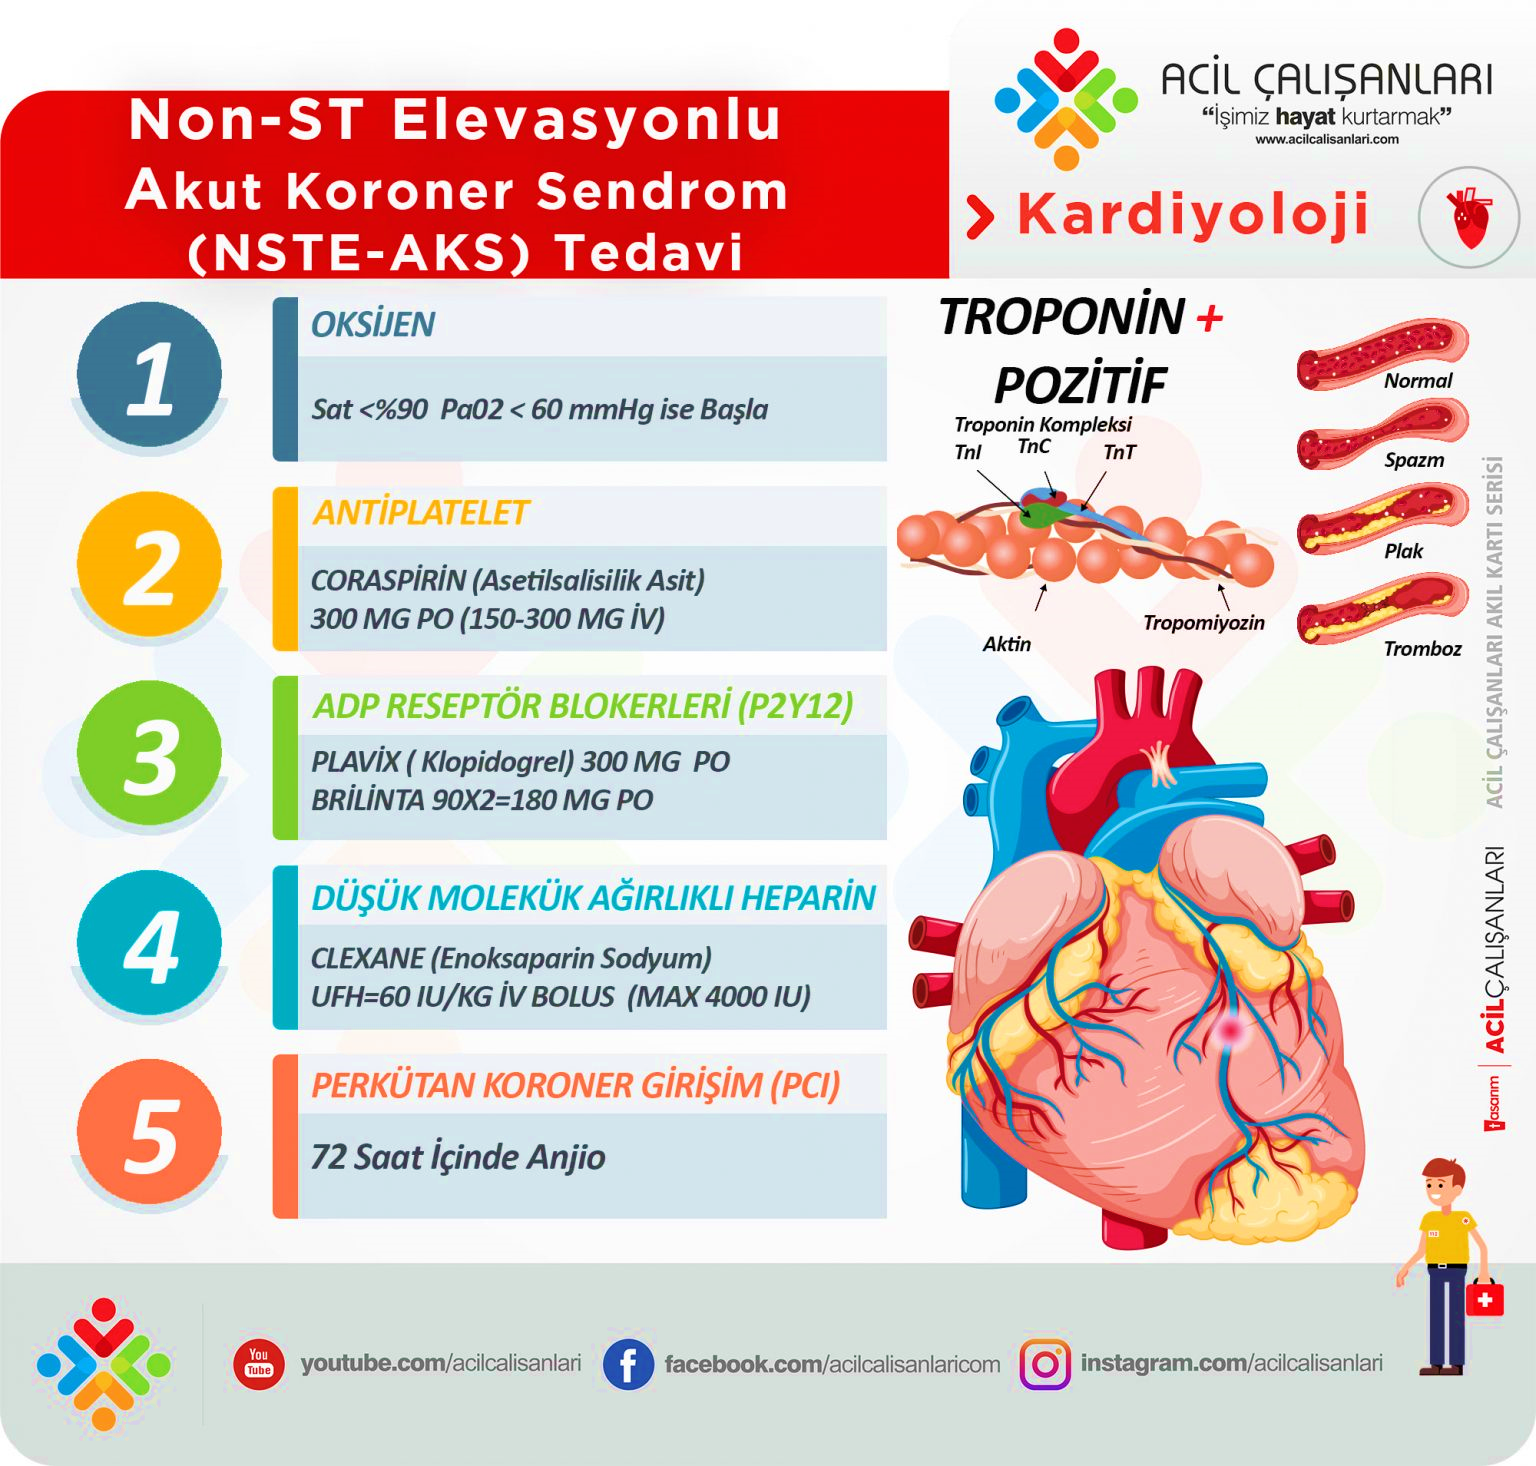 Non-ST Elevasyonlu
Akut Koroner Sendrom
(NSTE-AKS) Tedavi
ACİL ÇALIŞANLARI
“İşimiz hayat kurtarmak”
www.acilcalisanlari.com
Kardiyoloji
1
OKSİJEN
Sat <%90 Pa02 < 60 mmHg ise Başla
2
ANTİPLATELET
CORASPİRİN (Asetilsalisilik Asit)
300 MG PO (150-300 MG İV)
3
ADP RESEPTÖR BLOKERLERİ (P2Y12)
PLAVİX ( Klopidogrel) 300 MG PO
BRİLİNTA 90X2=180 MG PO
4
DÜŞÜK MOLEKÜK AĞIRLIKLI HEPARİN
CLEXANE (Enoksaparin Sodyum)
UFH=60 IU/KG İV BOLUS (MAX 4000 IU)
5
PERKÜTAN KORONER GİRİŞİM (PCI)
72 Saat İçinde Anjio
TROPONİN +
POZİTİF
Troponin Kompleksi
TnI
TnC
TnT
Aktin
Tropomiyozin
Normal
Spazm
Plak
Tromboz
ACİL ÇALIŞANLARI AKIL KARTI SERİSİ
tasarım | ACİLÇALIŞANLARI
112
You
Tube
youtube.com/acilcalisanlari
f
facebook.com/acilcalisanlaricom
instagram.com/acilcalisanlari